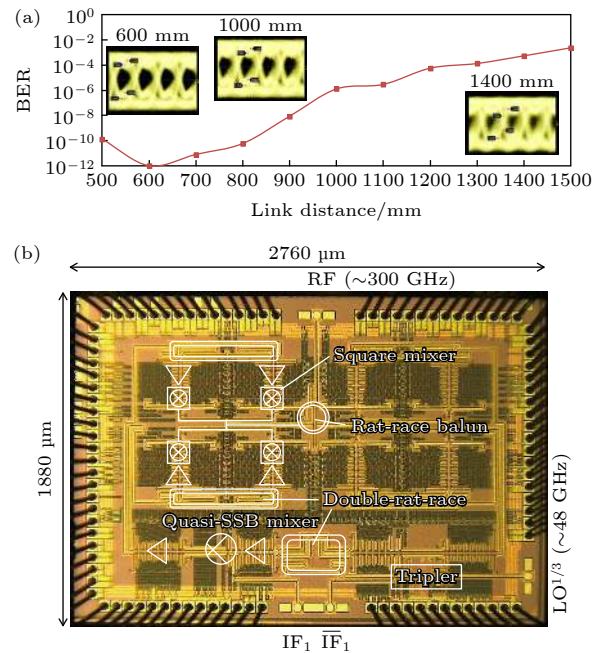 (a)
10^0
10^-2
10^-4
10^-6
10^-8
10^-10
10^-12
BER
600 mm
1000 mm
1400 mm
500 600 700 800 900 1000 1100 1200 1300 1400 1500
Link distance/mm
(b)
2760 µm
RF (~300 GHz)
1880 µm
Square mixer
Rat-race balun
Double-rat-race
Quasi-SSB mixer
Tripler
LO^1/3 (~48 GHz)
IF₁ I̅F̅₁